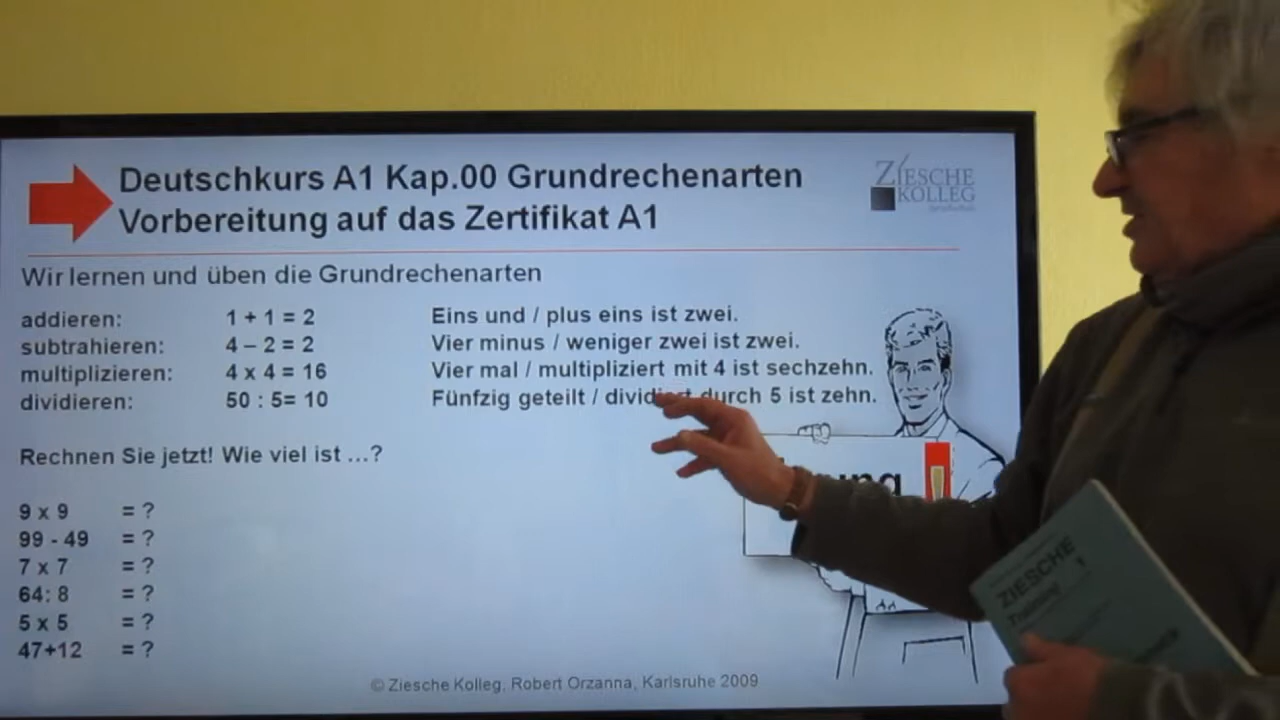 Deutschkurs A1 Kap.00 Grundrechenarten
Vorbereitung auf das Zertifikat A1
ZIESCHE
KOLLEG
Wir lernen und üben die Grundrechenarten
addieren: 1 + 1 = 2 Eins und / plus eins ist zwei.
subtrahieren: 4 – 2 = 2 Vier minus / weniger zwei ist zwei.
multiplizieren: 4 x 4 = 16 Vier mal / multipliziert mit 4 ist sechzehn.
dividieren: 50 : 5= 10 Fünfzig geteilt / dividiert durch 5 ist zehn.
Rechnen Sie jetzt! Wie viel ist ...?
9 x 9 = ?
99 - 49 = ?
7 x 7 = ?
64: 8 = ?
5 x 5 = ?
47+12 = ?
© Ziesche Kolleg, Robert Orzanna, Karlsruhe 2009
ZIESCHE